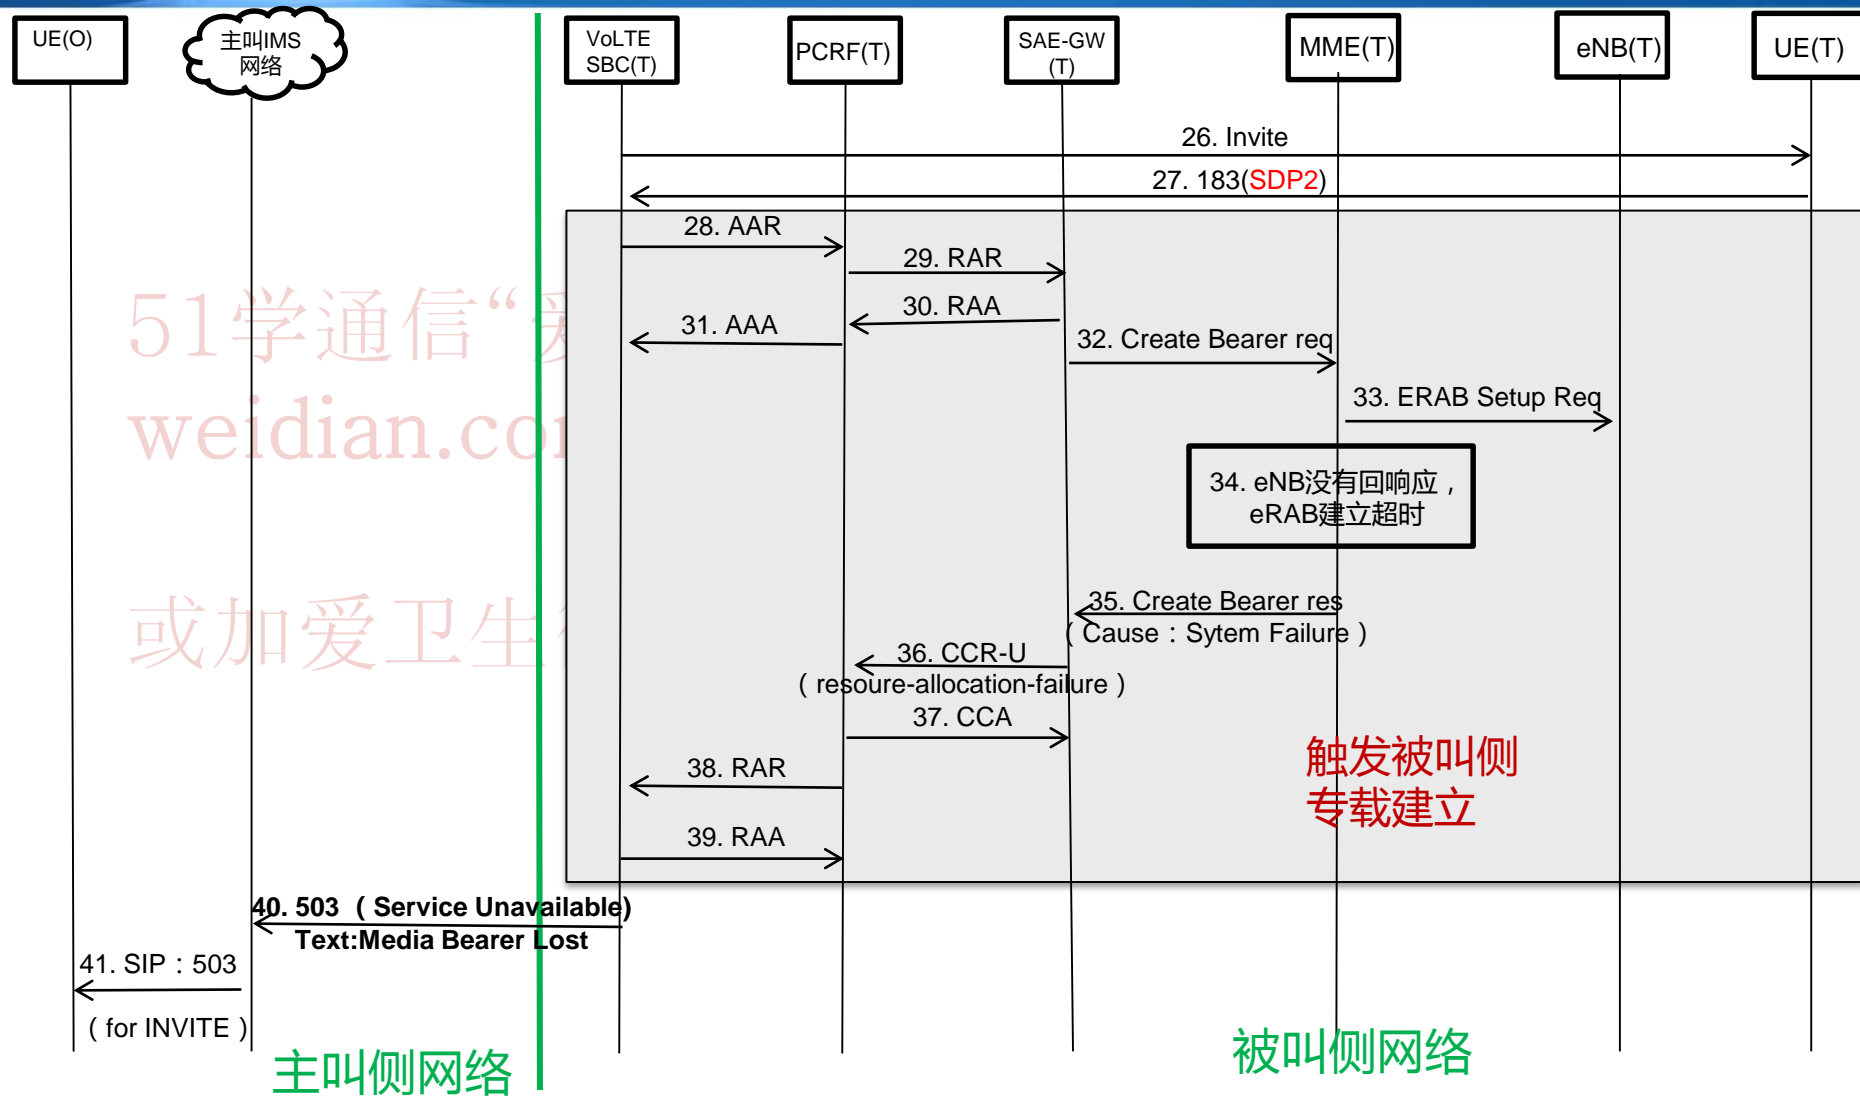 UE(O)
主叫IMS
网络
VoLTE
SBC(T)
PCRF(T)
SAE-GW
(T)
MME(T)
eNB(T)
UE(T)
26. Invite
27. 183(SDP2)
28. AAR
29. RAR
30. RAA
31. AAA
32. Create Bearer req
33. ERAB Setup Req
34. eNB没有回响应，
eRAB建立超时
35. Create Bearer res
（Cause：Sytem Failure）
36. CCR-U
（resoure-allocation-failure）
37. CCA
38. RAR
触发被叫侧
专载建立
39. RAA
40. 503（Service Unavailable)
Text:Media Bearer Lost
41. SIP：503
（for INVITE）
主叫侧网络
被叫侧网络
51学通信“爱
weidian.co
或加爱卫生